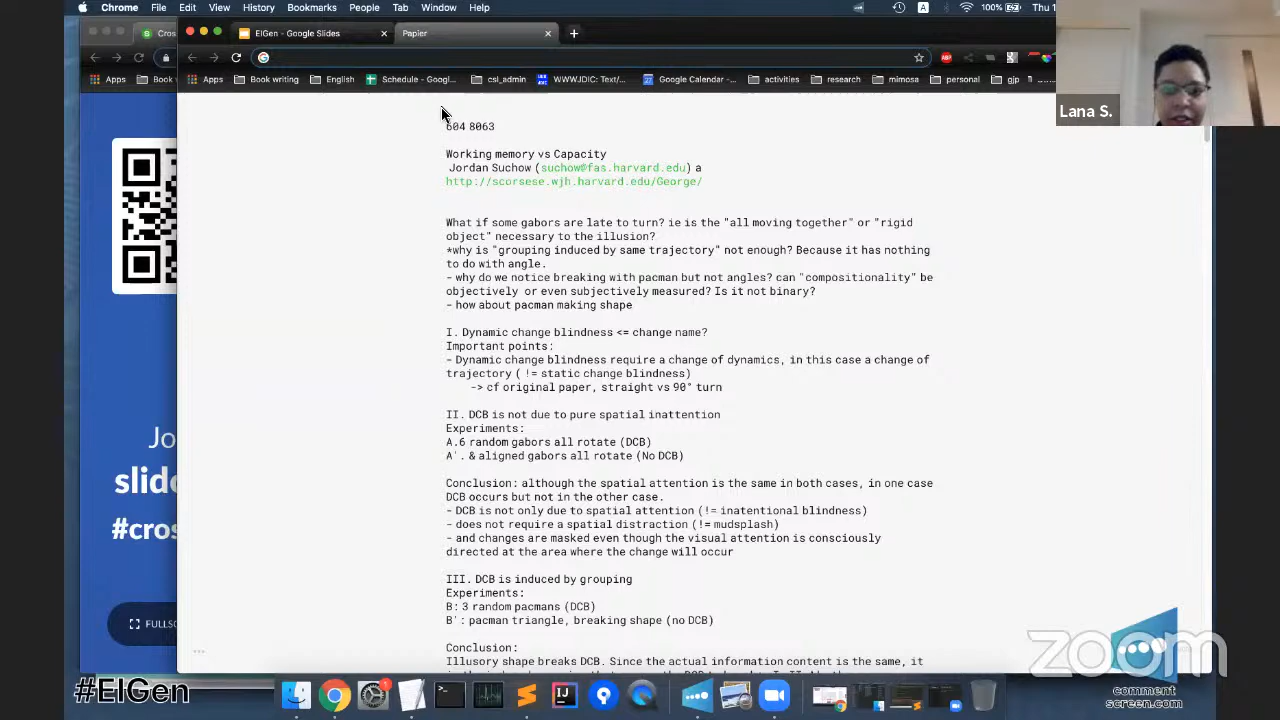 Chrome File Edit View History Bookmarks People Tab Window Help 100% Thu 1
Cros
EIGen - Google Slides
Papier
Apps Book w
Apps Book writing English Schedule - Googl... csl_admin WWWJDIC: Text/... Google Calendar -... activities research mimosa personal gjp
Lana S.
604 8063
Working memory vs Capacity
Jordan Suchow (suchow@fas.harvard.edu) a
http://scorsese.wjh.harvard.edu/George/
What if some gabors are late to turn? ie is the "all moving together" or "rigid
object" necessary to the illusion?
*why is "grouping induced by same trajectory" not enough? Because it has nothing
to do with angle.
- why do we notice breaking with pacman but not angles? can "compositionality" be
objectively or even subjectively measured? Is it not binary?
- how about pacman making shape
I. Dynamic change blindness <= change name?
Important points:
- Dynamic change blindness require a change of dynamics, in this case a change of
trajectory ( != static change blindness)
-> cf original paper, straight vs 90° turn
II. DCB is not due to pure spatial inattention
Experiments:
A.6 random gabors all rotate (DCB)
A'. & aligned gabors all rotate (No DCB)
Conclusion: although the spatial attention is the same in both cases, in one case
DCB occurs but not in the other case.
- DCB is not only due to spatial attention (!= inatentional blindness)
- does not require a spatial distraction (!= mudsplash)
- and changes are masked even though the visual attention is consciously
directed at the area where the change will occur
III. DCB is induced by grouping
Experiments:
B: 3 random pacmans (DCB)
B': pacman triangle, breaking shape (no DCB)
Conclusion:
Illusory shape breaks DCB. Since the actual information content is the same, it
Jo
slido
#cros
FULLSC
#EIGen
zoom
comment
screen.com